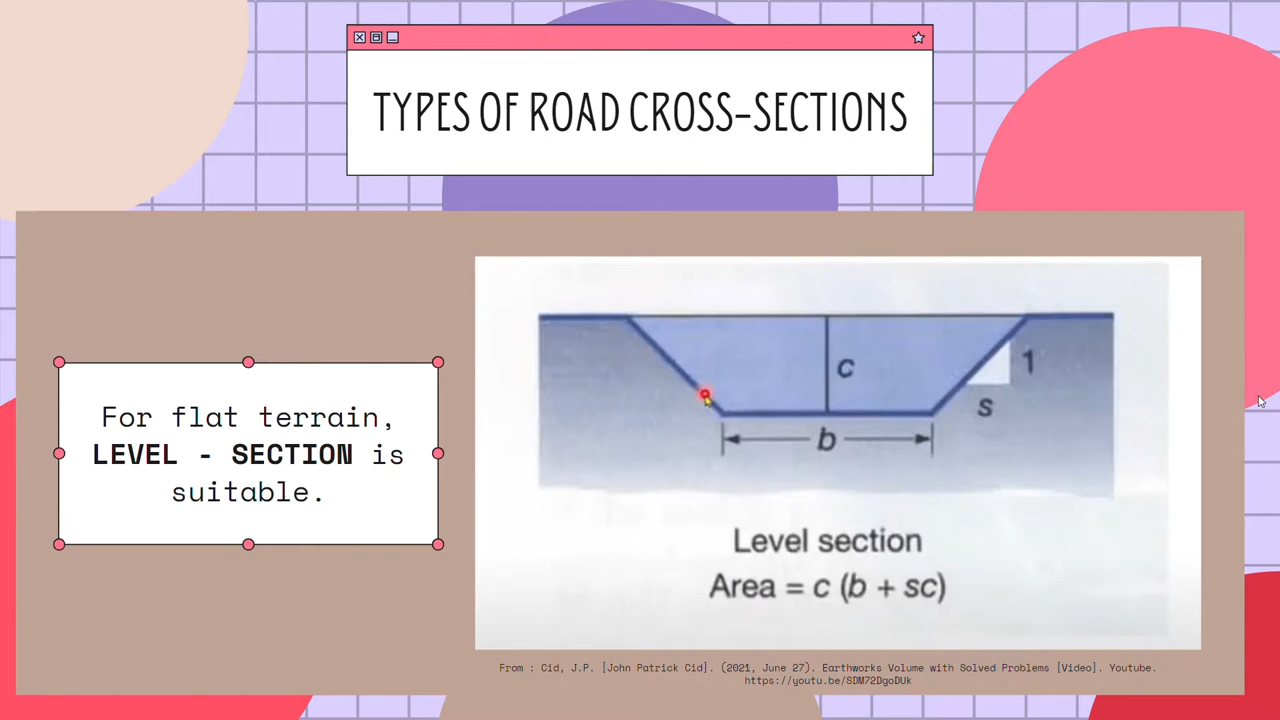 TYPES OF ROAD CROSS-SECTIONS
For flat terrain,
LEVEL - SECTION is
suitable.
c
1
s
b
Level section
Area = c (b + sc)
From : Cid, J.P. [John Patrick Cid]. (2021, June 27). Earthworks Volume with Solved Problems [Video]. Youtube.
https://youtu.be/SDM72DgoDUk